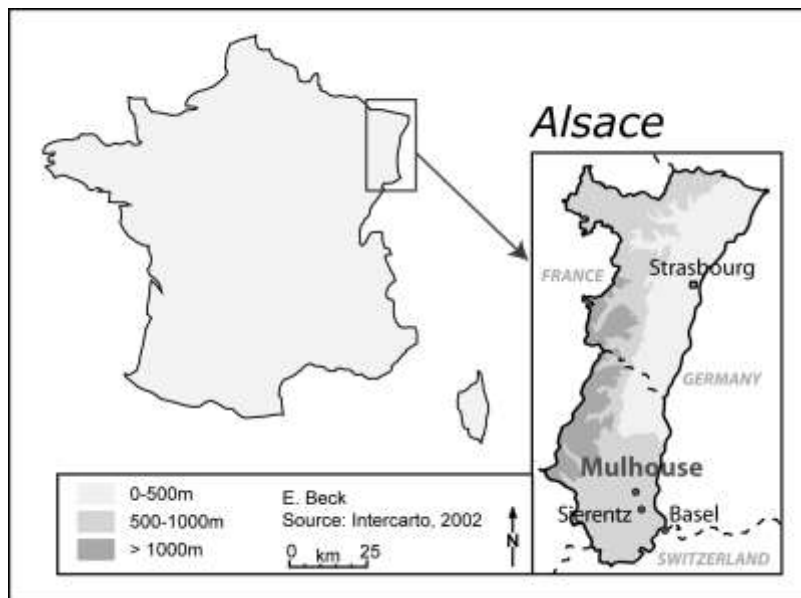 Alsace
FRANCE
Strasbourg
GERMANY
Mulhouse
Sierentz
Basel
SWITZERLAND
0-500m
500-1000m
> 1000m
E. Beck
Source: Intercarto, 2002
0 km 25
N